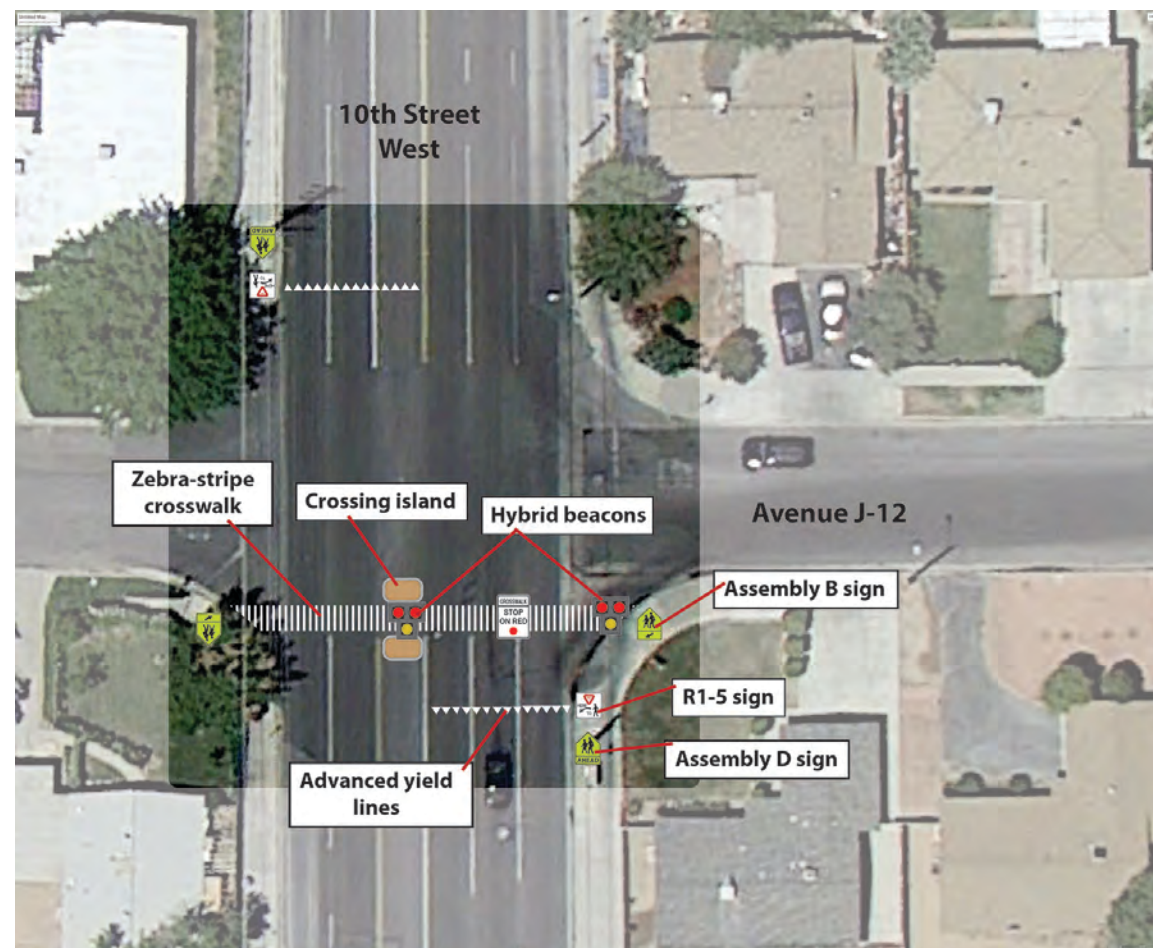 10th Street
West
AHEAD
Zebra-stripe
crosswalk
Crossing island
Hybrid beacons
Avenue J-12
CROSSWALK
STOP
ON RED
Assembly B sign
R1-5 sign
AHEAD
Assembly D sign
Advanced yield
lines